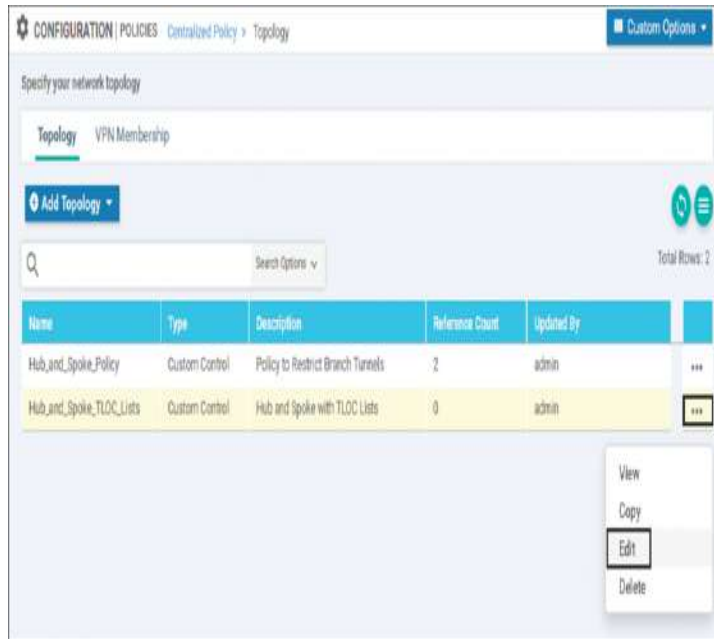 CONFIGURATION | POLICIES Centralized Policy > Topology
Custom Options
Specify your network topology
Topology VPN Membership
Add Topology
Search Options
Total Rows: 2
Name Type Description Reference Count Updated By
Hub_and_Spoke_Policy Custom Control Policy to Restrict Branch Tunnels 2 admin
Hub_and_Spoke_TLOC_Lists Custom Control Hub and Spoke with TLOC Lists 0 admin
View
Copy
Edit
Delete